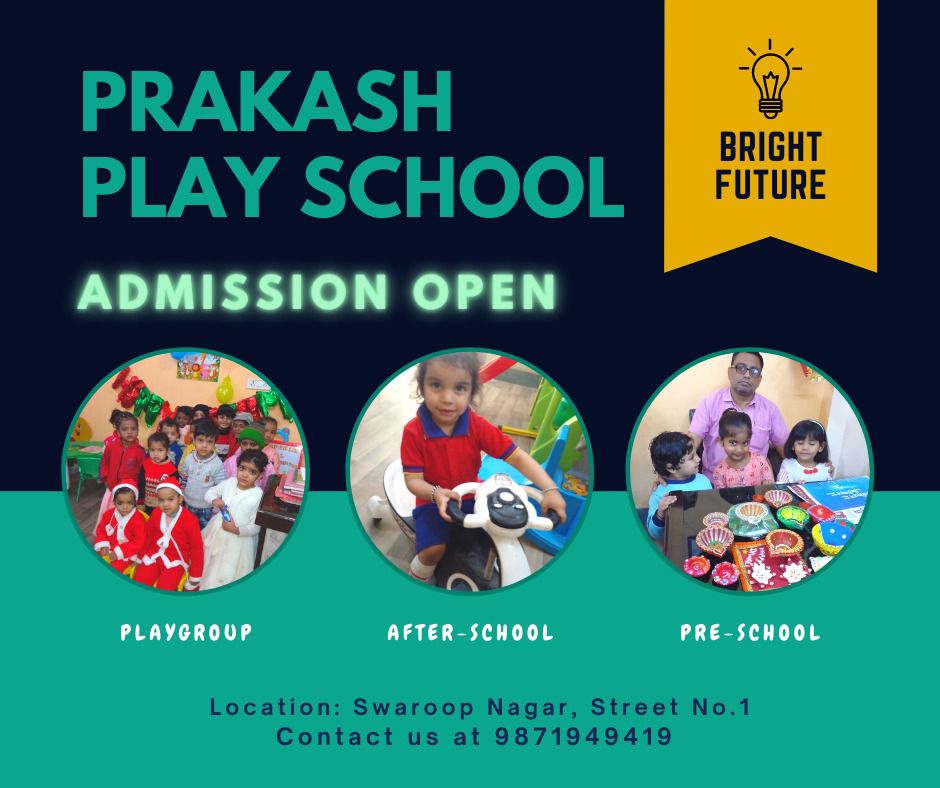 PRAKASH
PLAY SCHOOL
BRIGHT
FUTURE
ADMISSION OPEN
PLAYGROUP
AFTER-SCHOOL
PRE-SCHOOL
Location: Swaroop Nagar, Street No.1
Contact us at 9871949419